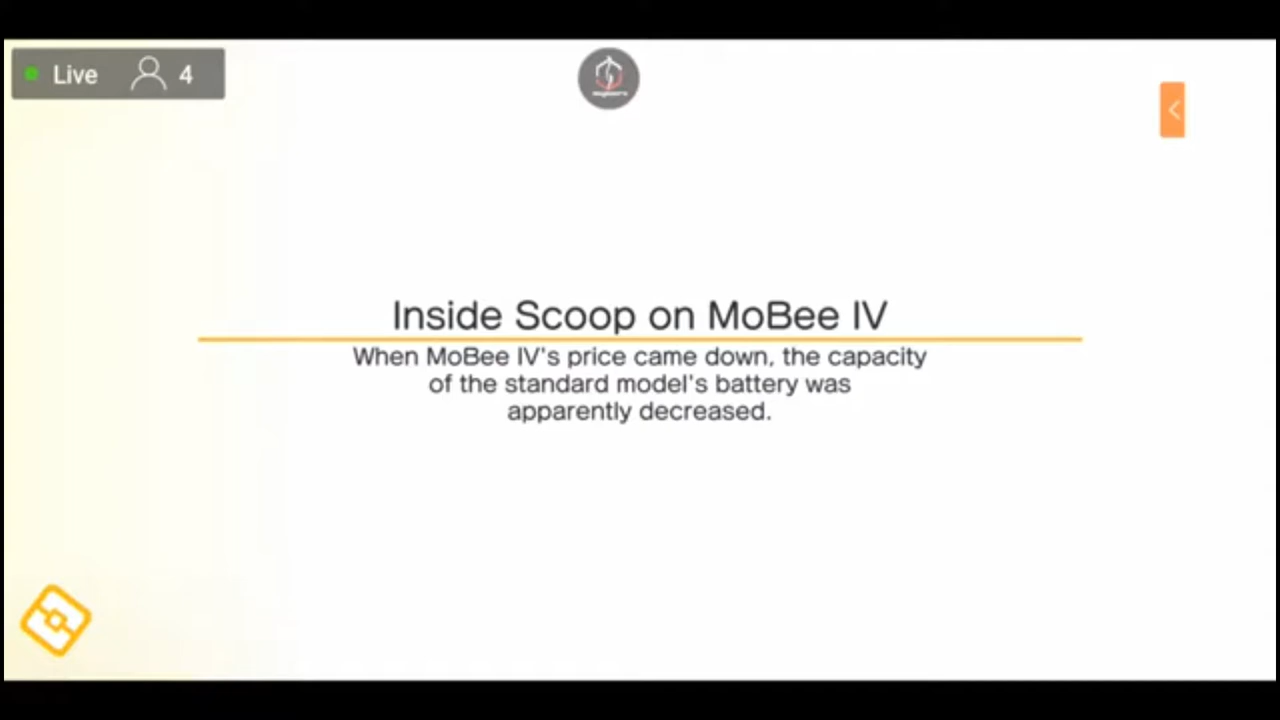 Live 4
Inside Scoop on MoBee IV
When MoBee IV's price came down, the capacity
of the standard model's battery was
apparently decreased.